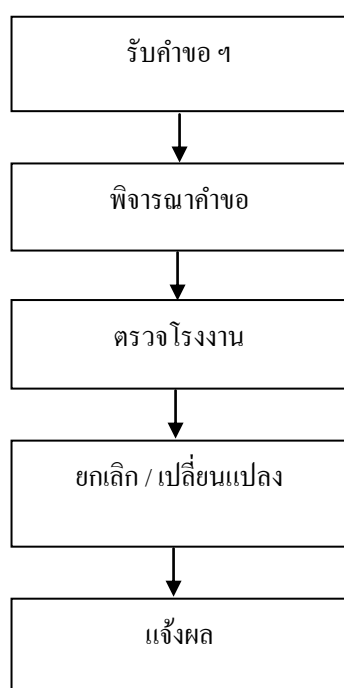 รับคำขอ ฯ
พิจารณาคำขอ
ตรวจโรงงาน
ยกเลิก / เปลี่ยนแปลง
แจ้งผล